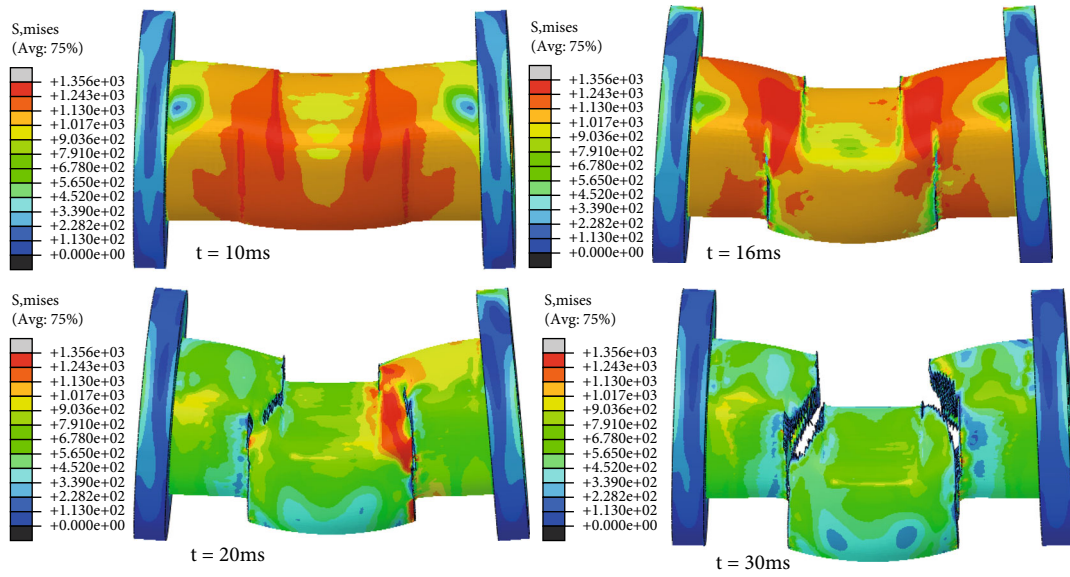 S,mises
(Avg: 75%)
+1.356e+03
+1.243e+03
+1.130e+03
+1.017e+03
+9.036e+02
+7.910e+02
+6.780e+02
+5.650e+02
+4.520e+02
+3.390e+02
+2.282e+02
+1.130e+02
+0.000e+00
t = 10ms
S,mises
(Avg: 75%)
+1.356e+03
+1.243e+03
+1.130e+03
+1.017e+03
+9.036e+02
+7.910e+02
+6.780e+02
+5.650e+02
+4.520e+02
+3.390e+02
+2.282e+02
+1.130e+02
+0.000e+00
t = 16ms
S,mises
(Avg: 75%)
+1.356e+03
+1.243e+03
+1.130e+03
+1.017e+03
+9.036e+02
+7.910e+02
+6.780e+02
+5.650e+02
+4.520e+02
+3.390e+02
+2.282e+02
+1.130e+02
+0.000e+00
t = 20ms
S,mises
(Avg: 75%)
+1.356e+03
+1.243e+03
+1.130e+03
+1.017e+03
+9.036e+02
+7.910e+02
+6.780e+02
+5.650e+02
+4.520e+02
+3.390e+02
+2.282e+02
+1.130e+02
+0.000e+00
t = 30ms